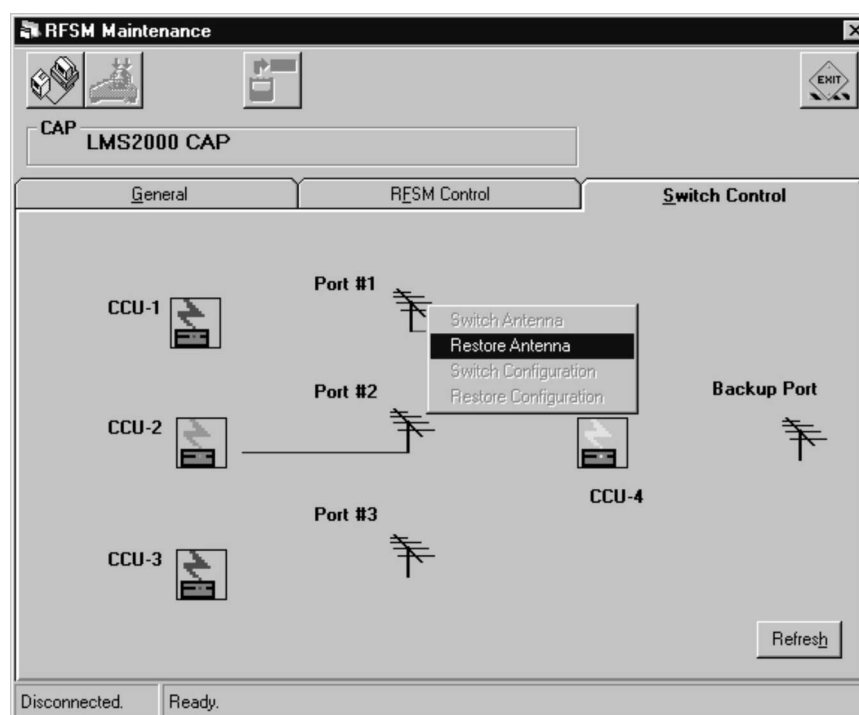 RFSM Maintenance
EXIT
CAP
LMS2000 CAP
General
RFSM Control
Switch Control
Port #1
CCU-1
Switch Antenna
Restore Antenna
Switch Configuration
Restore Configuration
Port #2
Backup Port
CCU-2
CCU-4
Port #3
CCU-3
Refresh
Disconnected.
Ready.